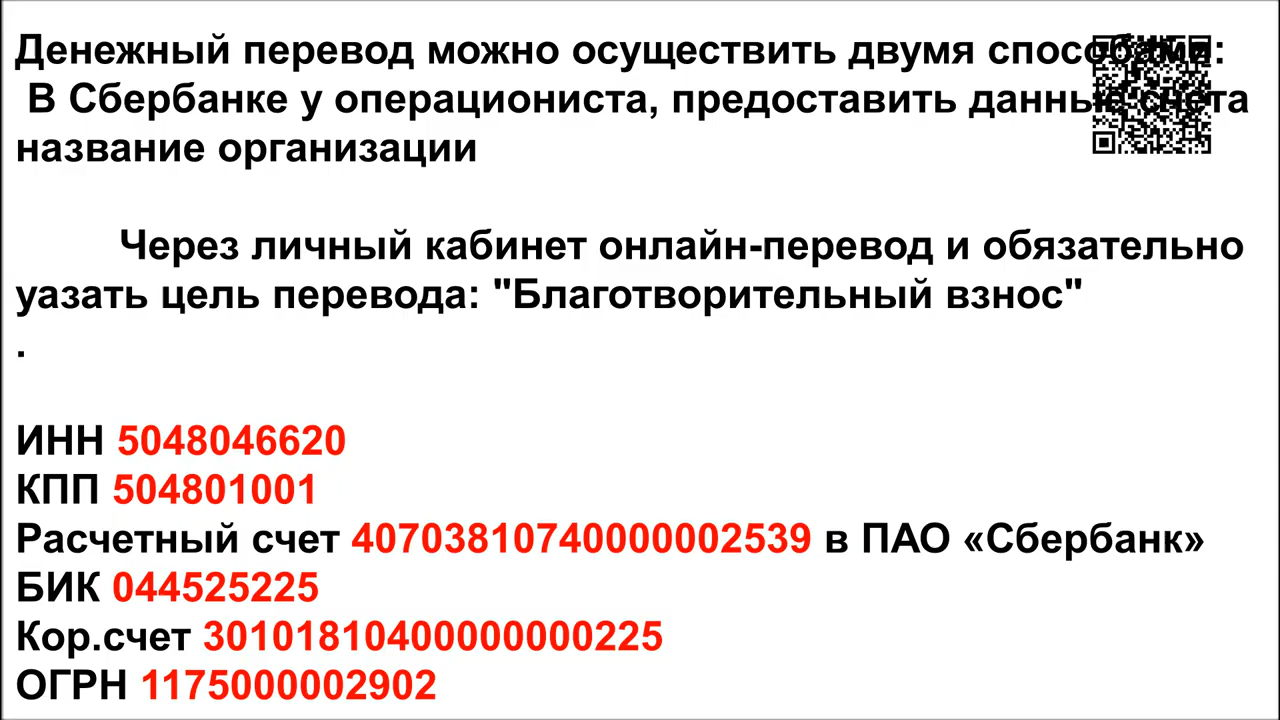 Денежный перевод можно осуществить двумя способами:
В Сбербанке у операциониста, предоставить данные счета
название организации
Через личный кабинет онлайн-перевод и обязательно
уазать цель перевода: "Благотворительный взнос"
.
ИНН 5048046620
КПП 504801001
Расчетный счет 40703810740000002539 в ПАО «Сбербанк»
БИК 044525225
Кор.счет 30101810400000000225
ОГРН 1175000002902